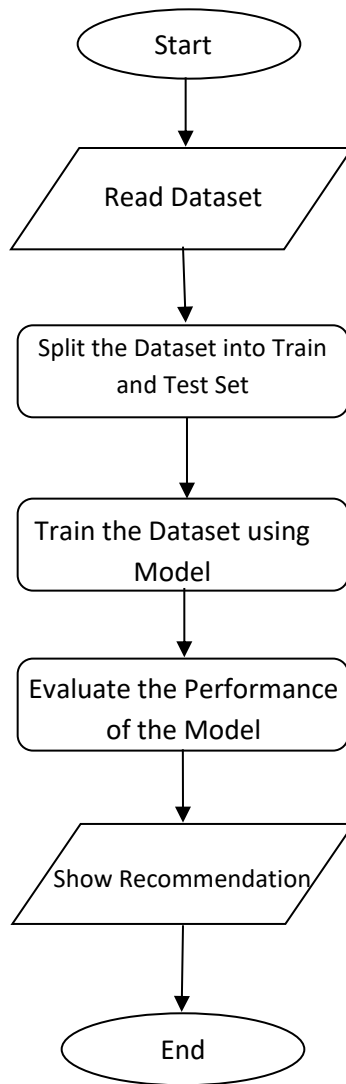 Start
Read Dataset
Split the Dataset into Train
and Test Set
Train the Dataset using
Model
Evaluate the Performance
of the Model
Show Recommendation
End